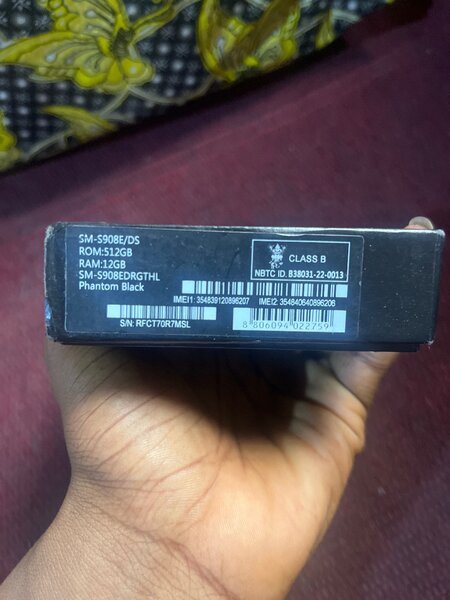 SM-S908E/DS
ROM:512GB
RAM:12GB
SM-S908EDRGTHL
Phantom Black
CLASS B
NBTC ID. B38031-22-0013
IMEI1: 354839120896207
IMEI2: 354840640896206
S/N: RFCT70R7MSL
8 806094 022759